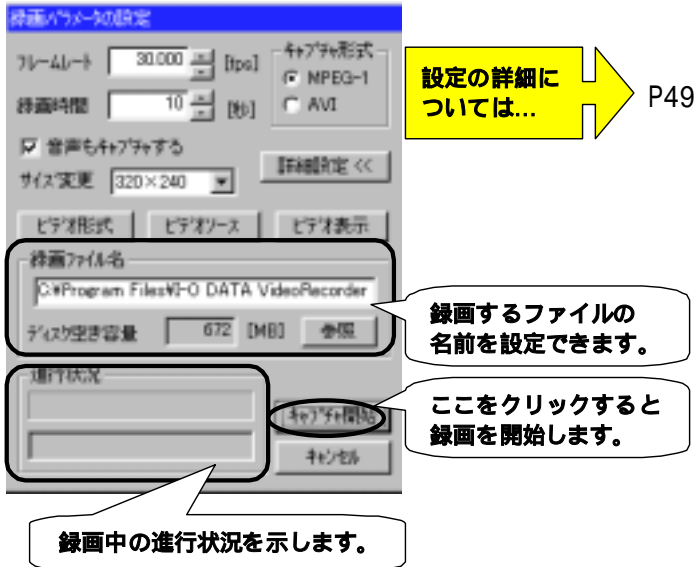 録画パラメータの設定
フレームレート 30.000 [fps]
キャプチャ形式
MPEG-1
録画時間 10 [秒]
AVI
音声もキャプチャする
詳細設定 <<
サイズ変更 320×240
ビデオ形式 ビデオソース ビデオ表示
録画ファイル名
C:¥Program Files¥I-O DATA VideoRecorder
ディスク空き容量 672 [MB] 参照
進行状況
キャプチャ開始
キャンセル
設定の詳細に
ついては...
P49
録画するファイルの
名前を設定できます。
ここをクリックすると
録画を開始します。
録画中の進行状況を示します。